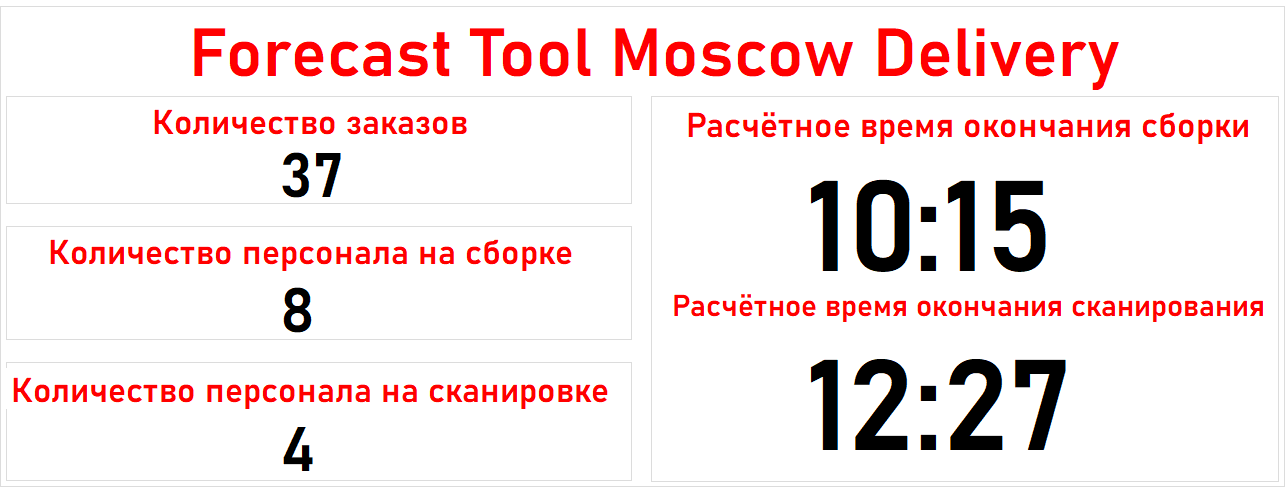 Forecast Tool Moscow Delivery
Количество заказов
37
Количество персонала на сборке
8
Количество персонала на сканировке
4
Расчётное время окончания сборки
10:15
Расчётное время окончания сканирования
12:27